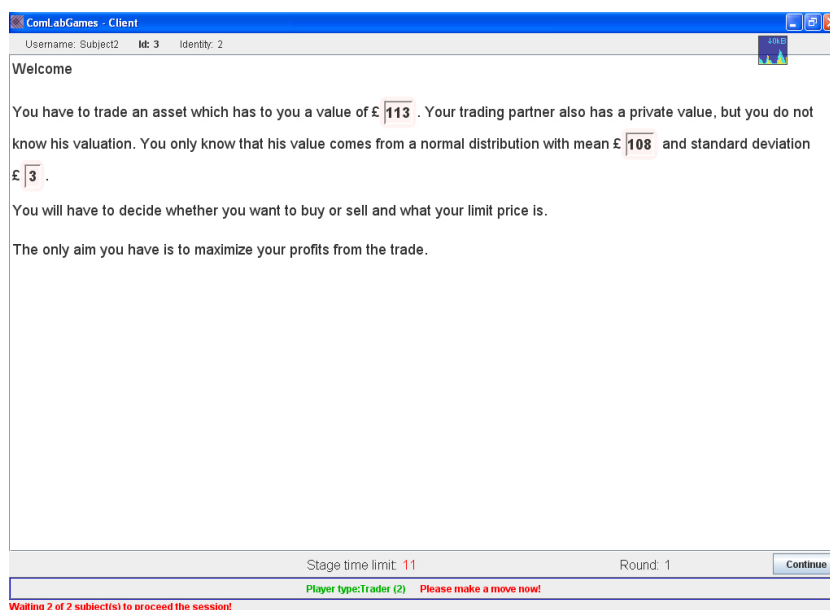 ComLabGames - Client
Username: Subject2 Id: 3 Identity: 2
Welcome
You have to trade an asset which has to you a value of £ 113 . Your trading partner also has a private value, but you do not
know his valuation. You only know that his value comes from a normal distribution with mean £ 108 and standard deviation
£ 3 .
You will have to decide whether you want to buy or sell and what your limit price is.
The only aim you have is to maximize your profits from the trade.
Stage time limit: 11 Round: 1 Continue
Player type:Trader (2) Please make a move now!
Waiting 2 of 2 subject(s) to proceed the session!